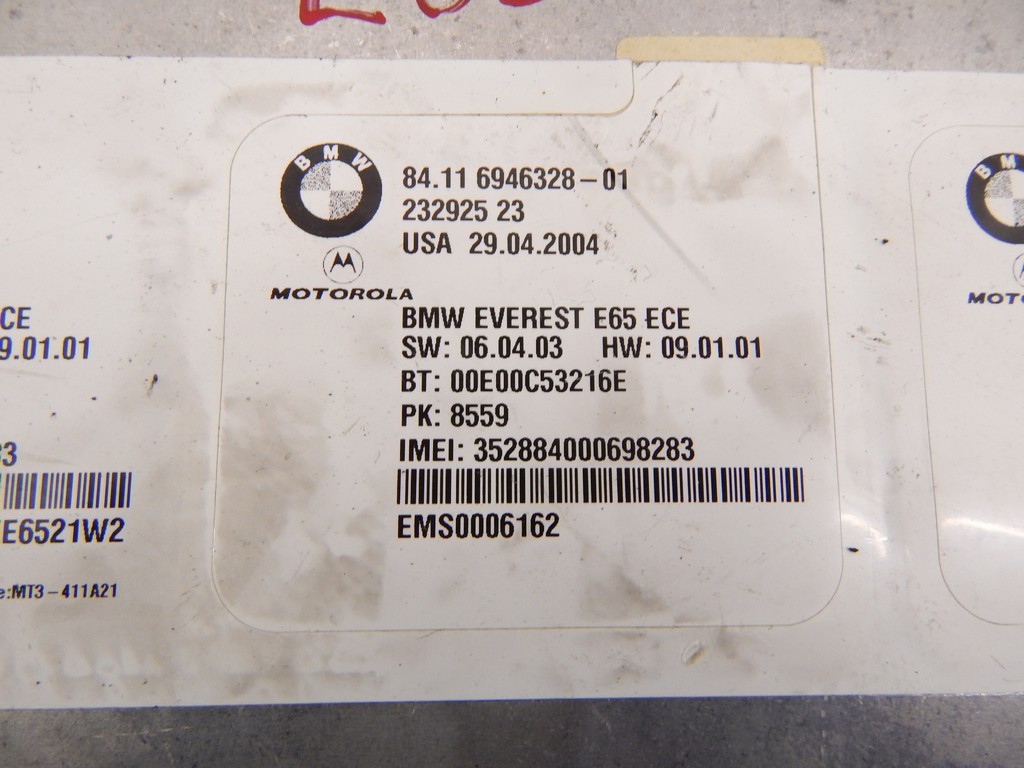 BMW
84.11 6946328-01
232925 23
USA 29.04.2004
MOTOROLA
BMW EVEREST E65 ECE
SW: 06.04.03 HW: 09.01.01
BT: 00E00C53216E
PK: 8559
IMEI: 352884000698283
EMS0006162
CE
9.01.01
E6521W2
e:MT3-411A21
BM
MOTO